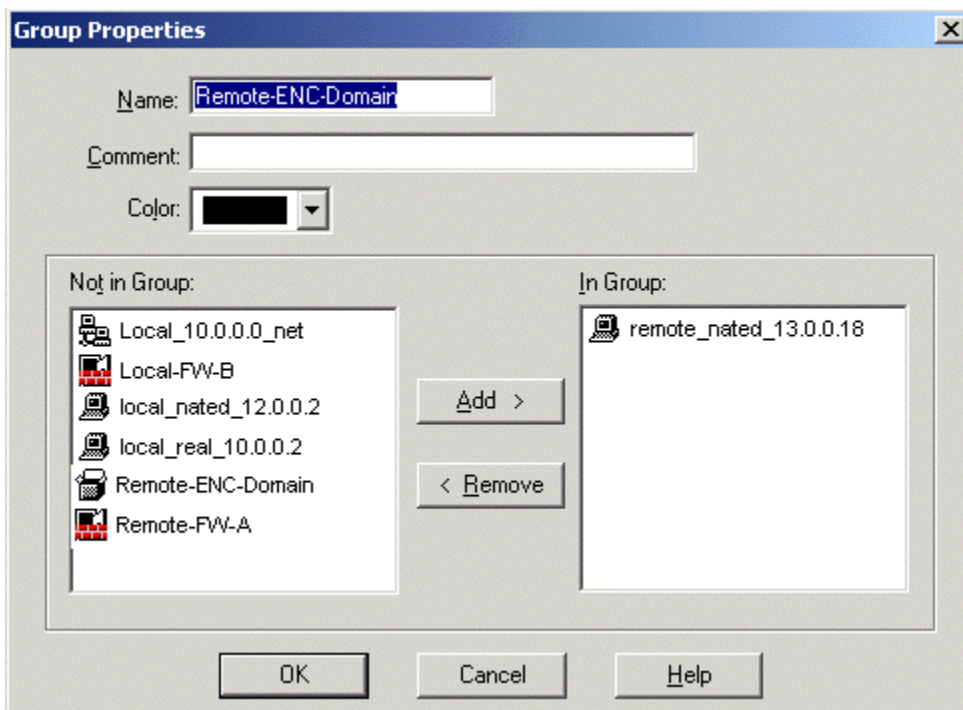 Group Properties
Name: Remote-ENC-Domain
Comment:
Color:
Not in Group:
In Group:
Local_10.0.0.0_net
remote_nated_13.0.0.18
Local-FW-B
local_nated_12.0.0.2
local_real_10.0.0.2
Remote-ENC-Domain
Remote-FW-A
Add >
< Remove
OK
Cancel
Help